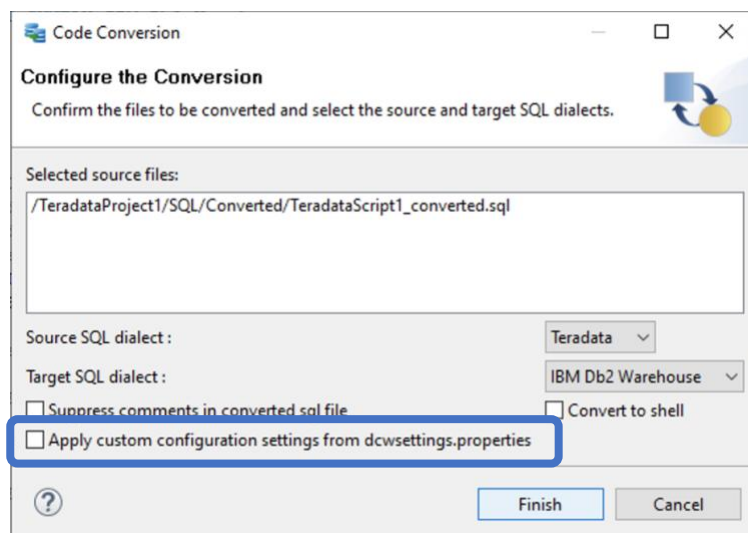 Code Conversion
Configure the Conversion
Confirm the files to be converted and select the source and target SQL dialects.
Selected source files:
/TeradataProject1/SQL/Converted/TeradataScript1_converted.sql
Source SQL dialect :
Teradata
Target SQL dialect :
IBM Db2 Warehouse
Suppress comments in converted sql file
Convert to shell
Apply custom configuration settings from dcwsettings.properties
?
Finish
Cancel